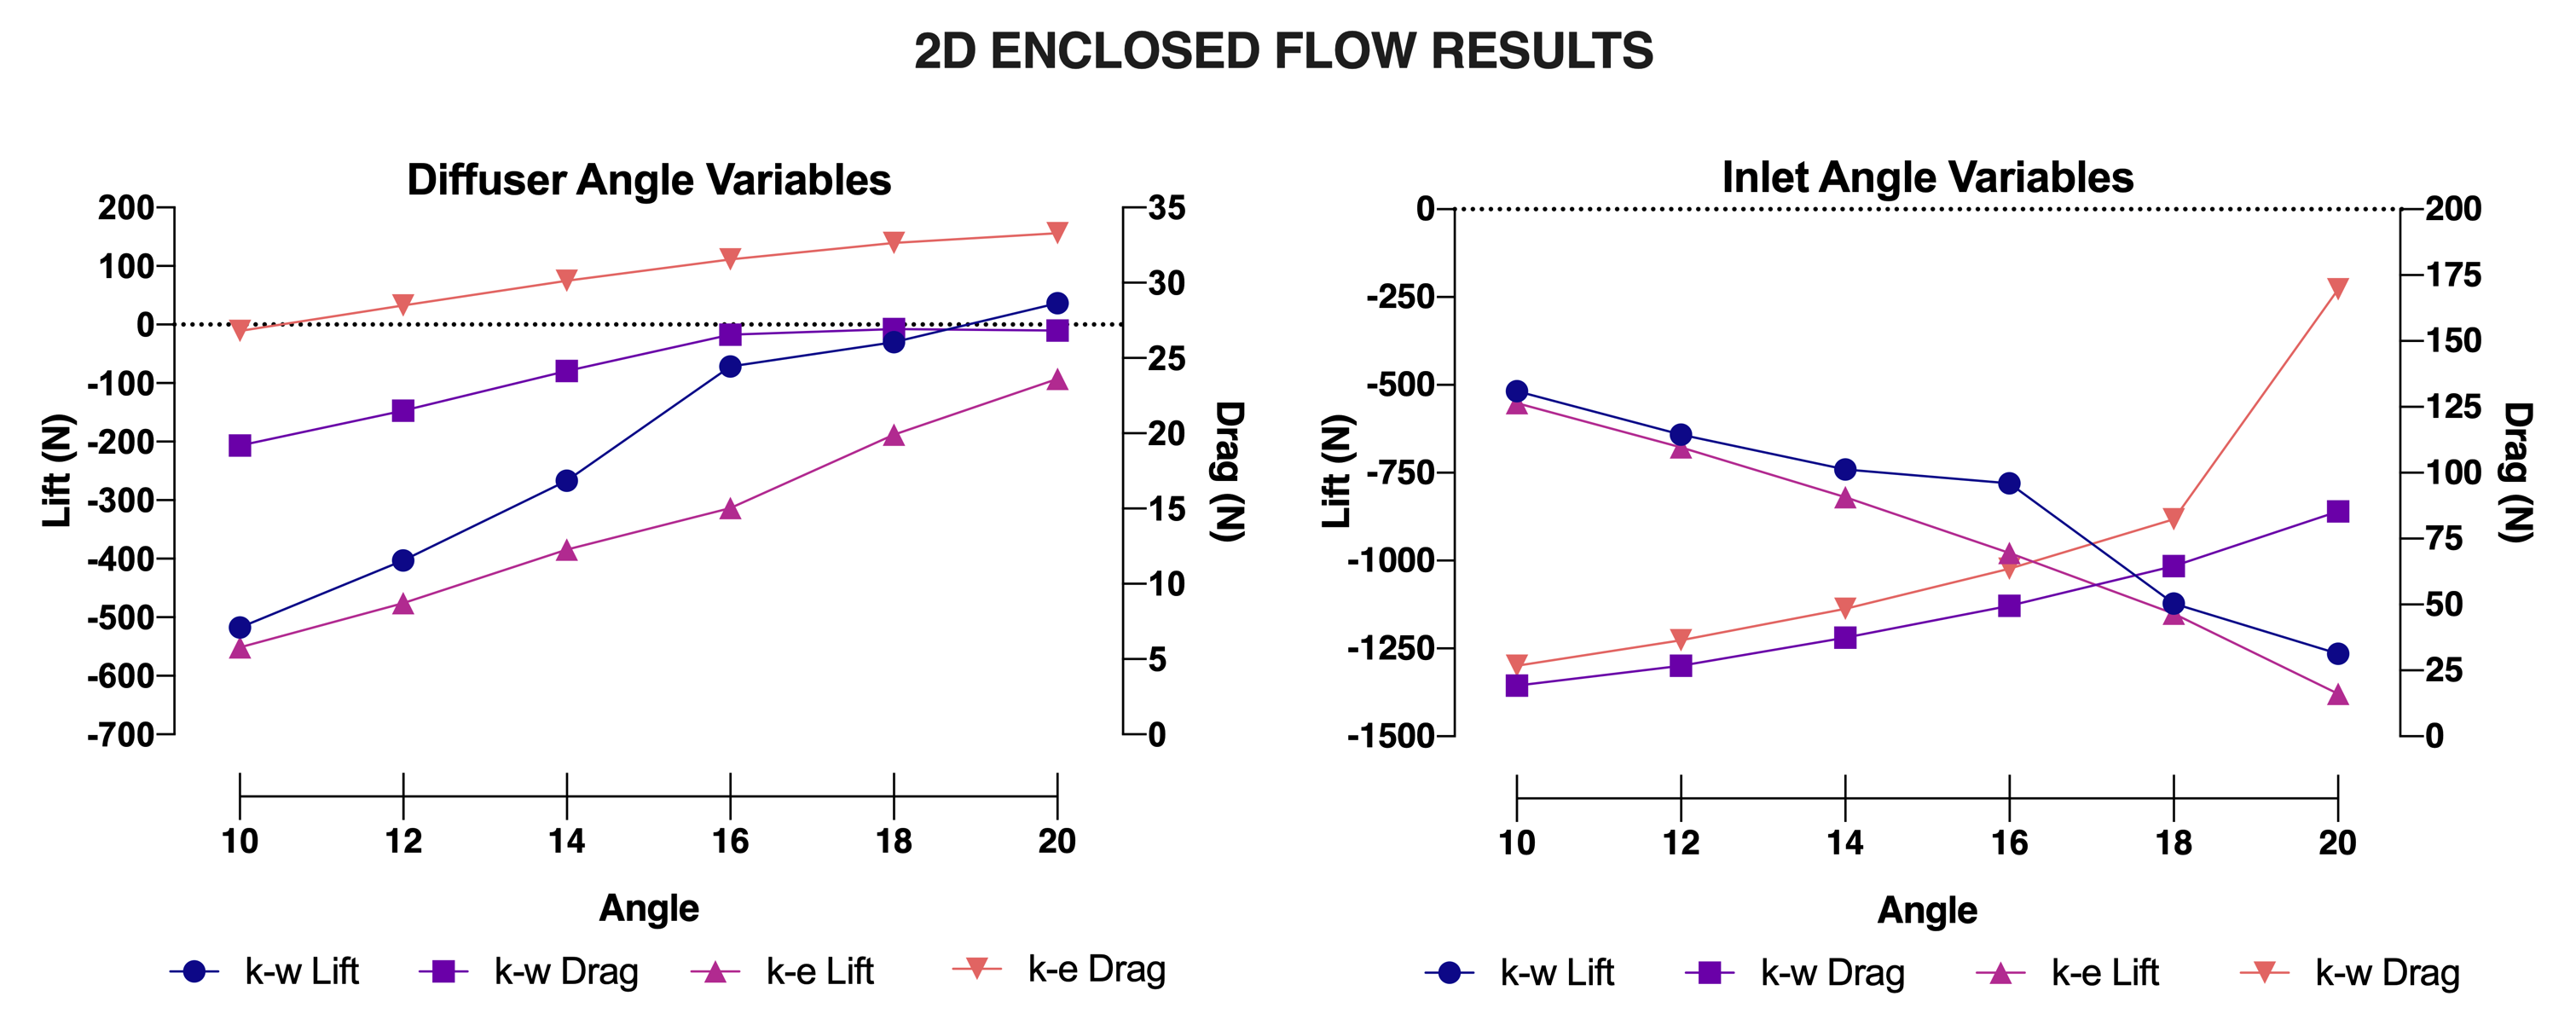 2D ENCLOSED FLOW RESULTS
Diffuser Angle Variables
200
100
0
-100
-200
-300
-400
-500
-600
-700
Lift (N)
35
30
25
20
15
10
5
0
Drag (N)
10 12 14 16 18 20
Angle
k-w Lift k-w Drag k-e Lift k-e Drag
Inlet Angle Variables
0
-250
-500
-750
-1000
-1250
-1500
Lift (N)
200
175
150
125
100
75
50
25
0
Drag (N)
10 12 14 16 18 20
Angle
k-w Lift k-w Drag k-e Lift k-w Drag